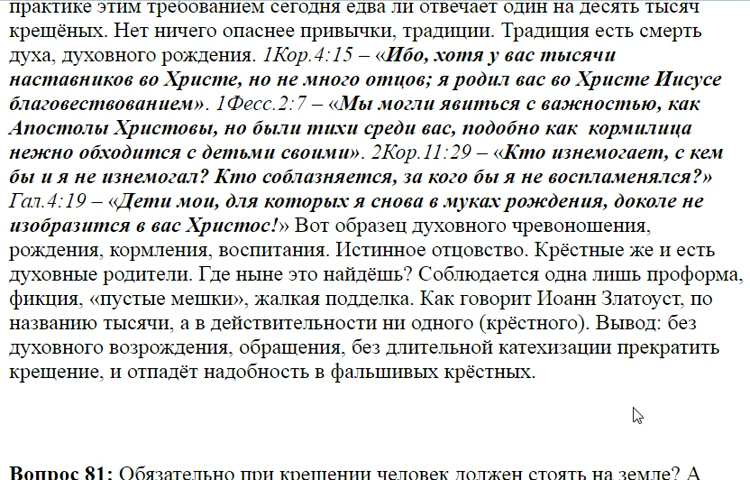 практике этим требованием сегодня едва ли отвечает один на десять тысяч
крещёных. Нет ничего опаснее привычки, традиции. Традиция есть смерть
духа, духовного рождения. 1Кор.4:15 – «Ибо, хотя у вас тысячи
наставников во Христе, но не много отцов; я родил вас во Христе Иисусе
благовествованием». 1Фесс.2:7 – «Мы могли явиться с важностью, как
Апостолы Христовы, но были тихи среди вас, подобно как кормилица
нежно обходится с детьми своими». 2Кор.11:29 – «Кто изнемогает, с кем
бы и я не изнемогал? Кто соблазняется, за кого бы я не воспламенялся?»
Гал.4:19 – «Дети мои, для которых я снова в муках рождения, доколе не
изобразится в вас Христос!» Вот образец духовного чревоношения,
рождения, кормления, воспитания. Истинное отцовство. Крёстные же и есть
духовные родители. Где ныне это найдёшь? Соблюдается одна лишь проформа,
фикция, «пустые мешки», жалкая подделка. Как говорит Иоанн Златоуст, по
названию тысячи, а в действительности ни одного (крёстного). Вывод: без
духовного возрождения, обращения, без длительной катехизации прекратить
крещение, и отпадёт надобность в фальшивых крёстных.
Вопрос 81: Обязательно при крещении человек должен стоять на земле? А